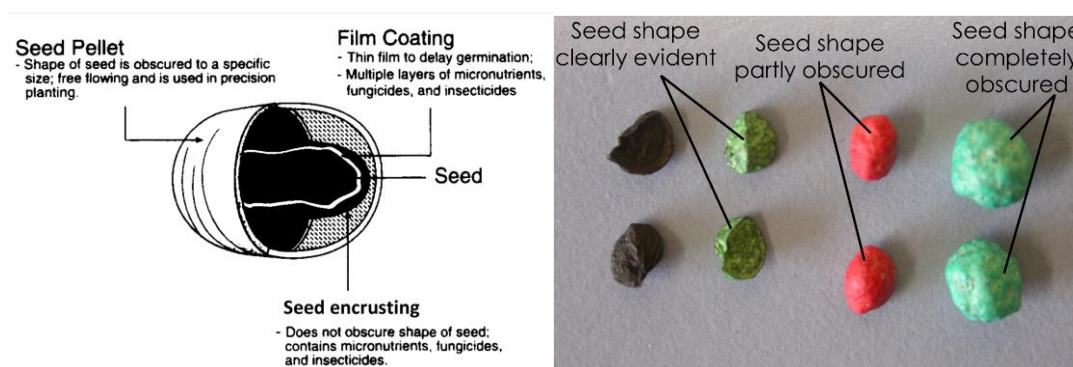 Seed Pellet
- Shape of seed is obscured to a specific
size; free flowing and is used in precision
planting.
Film Coating
- Thin film to delay germination;
- Multiple layers of micronutrients,
fungicides, and insecticides
Seed
Seed encrusting
- Does not obscure shape of seed;
contains micronutrients, fungicides,
and insecticides.
Seed shape
clearly evident
Seed shape
partly obscured
Seed shape
completely
obscured